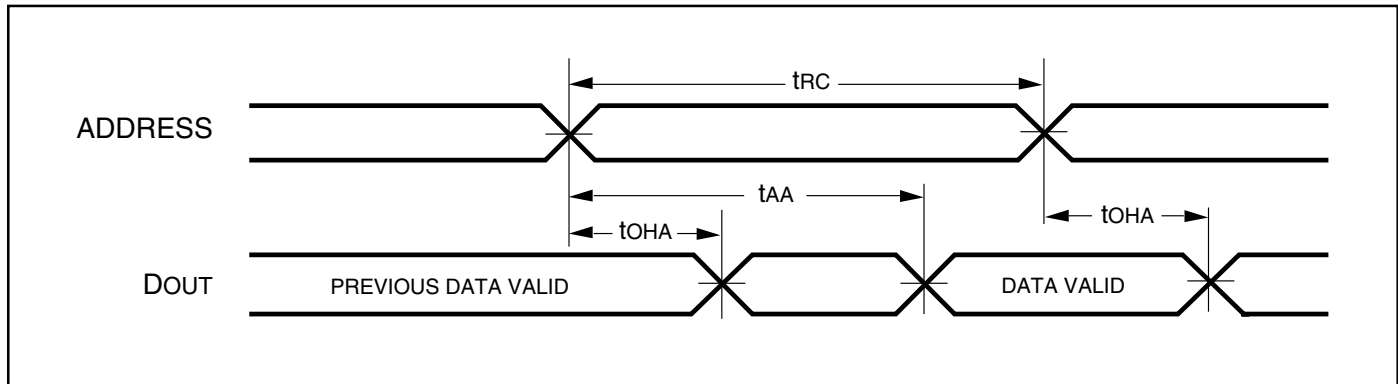 tRC
ADDRESS
tAA
tOHA
tOHA
DOUT
PREVIOUS DATA VALID
DATA VALID